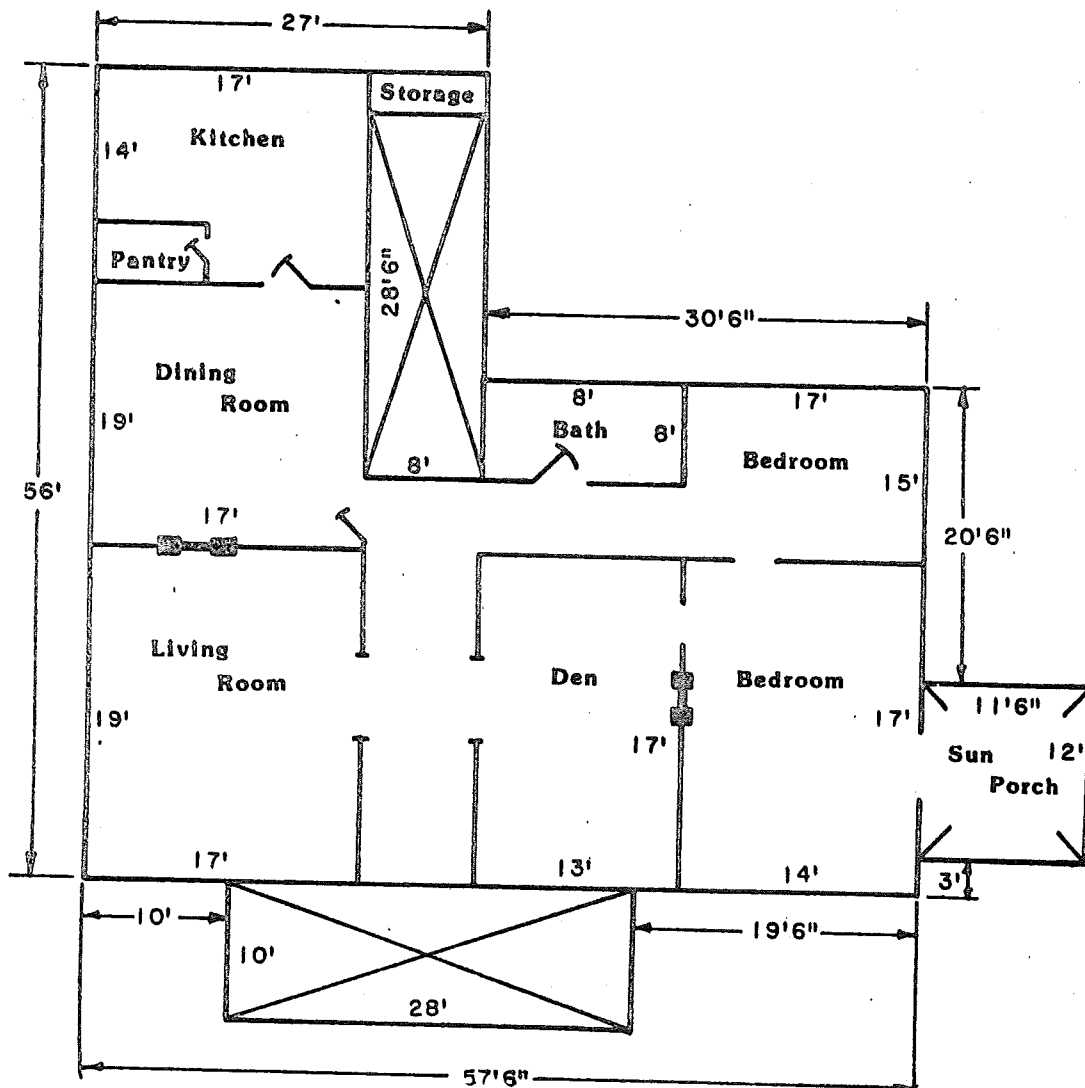 27'
17'
Storage
Kitchen
14'
Pantry
28'6"
30'6"
Dining
Room
8'
17'
Bath
8'
Bedroom
19'
8'
15'
56'
17'
20'6"
Living
Room
Den
Bedroom
11'6"
19'
17'
17'
Sun
Porch
12'
17'
13'
14'
3'
10'
10'
19'6"
28'
57'6"